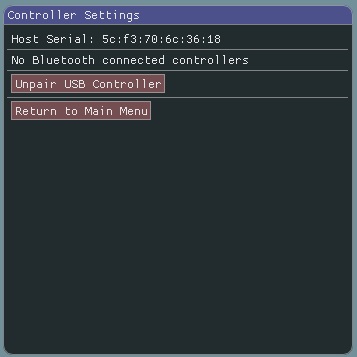 Controller Settings
Host Serial: 5c:f3:70:6c:36:18
No Bluetooth connected controllers
Unpair USB Controller
Return to Main Menu